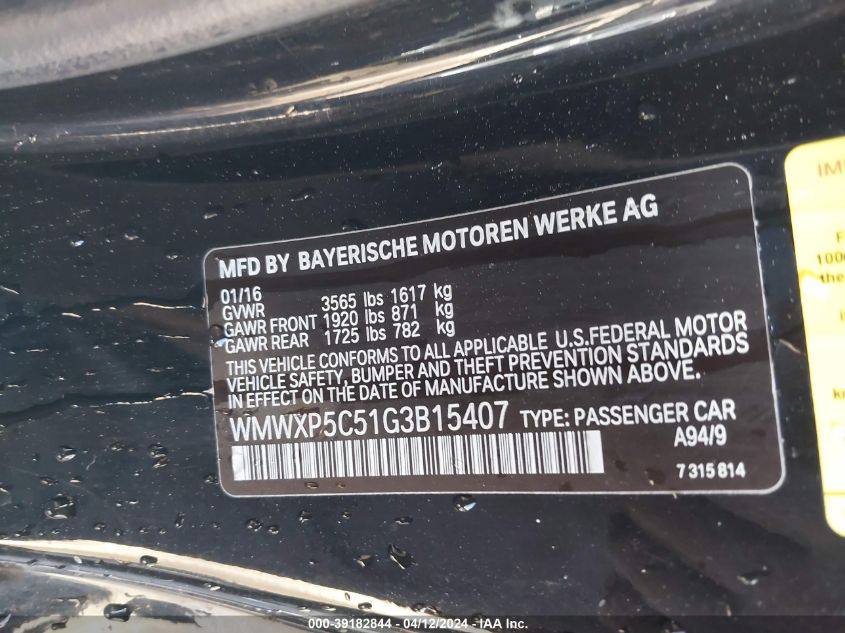 MFD BY BAYERISCHE MOTOREN WERKE AG
01/16
GVWR 3565 lbs 1617 kg
GAWR FRONT 1920 lbs 871 kg
GAWR REAR 1725 lbs 782 kg
THIS VEHICLE CONFORMS TO ALL APPLICABLE U.S.FEDERAL MOTOR
VEHICLE SAFETY, BUMPER AND THEFT PREVENTION STANDARDS
IN EFFECT ON THE DATE OF MANUFACTURE SHOWN ABOVE.
WMWXP5C51G3B15407 TYPE: PASSENGER CAR
A94/9
7 315 814
000-39182844 - 04/12/2024 - IAA Inc.